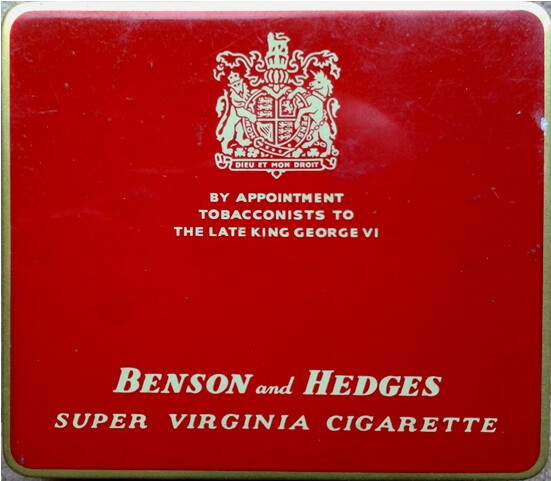 DIEU ET MON DROIT
BY APPOINTMENT
TOBACCONISTS TO
THE LATE KING GEORGE VI
BENSON and HEDGES
SUPER VIRGINIA CIGARETTE